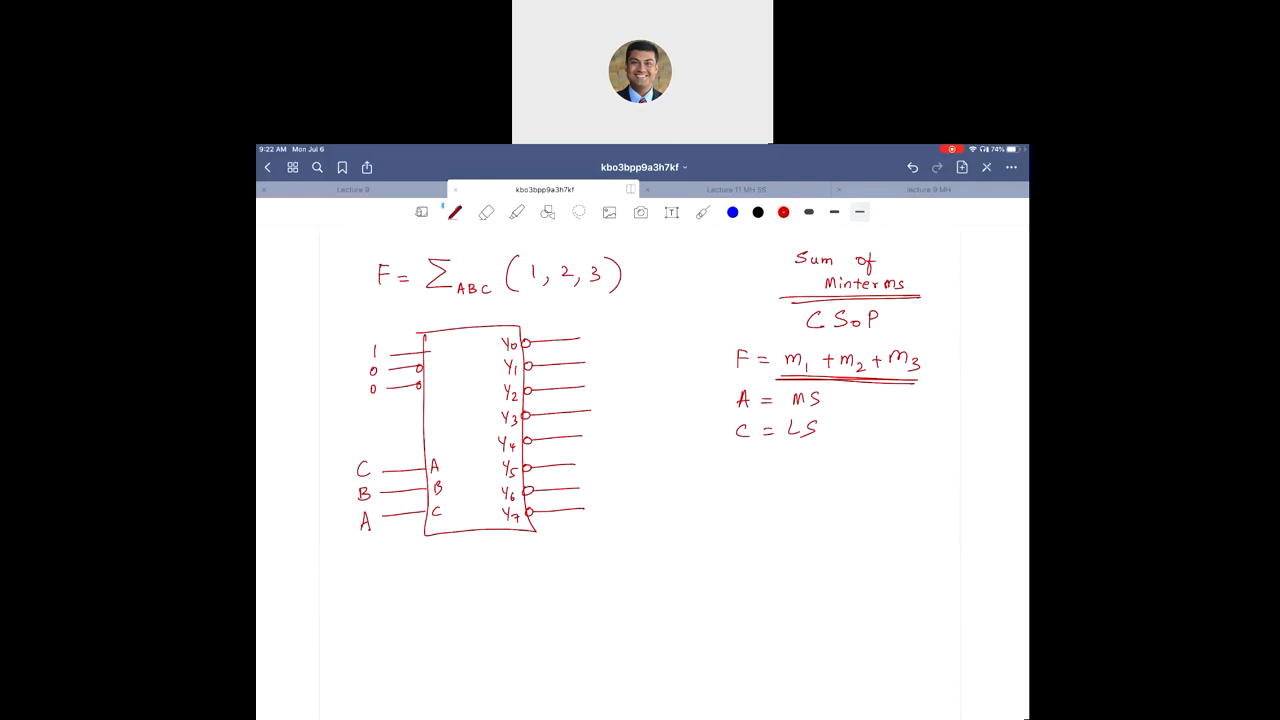 9:22 AM Mon Jul 6
74%
kbo3bpp9a3h7kf
Lecture 9
kbo3bpp9a3h7kf
Lecture 11 MH SS
lecture 9 MH
T
F = ∑ABC (1, 2, 3)
Sum of
Minterms
CSoP
F = m1 + m2 + m3
A = MS
C = LS
1
0
0
C
B
A
A
B
C
Y0
Y1
Y2
Y3
Y4
Y5
Y6
Y7